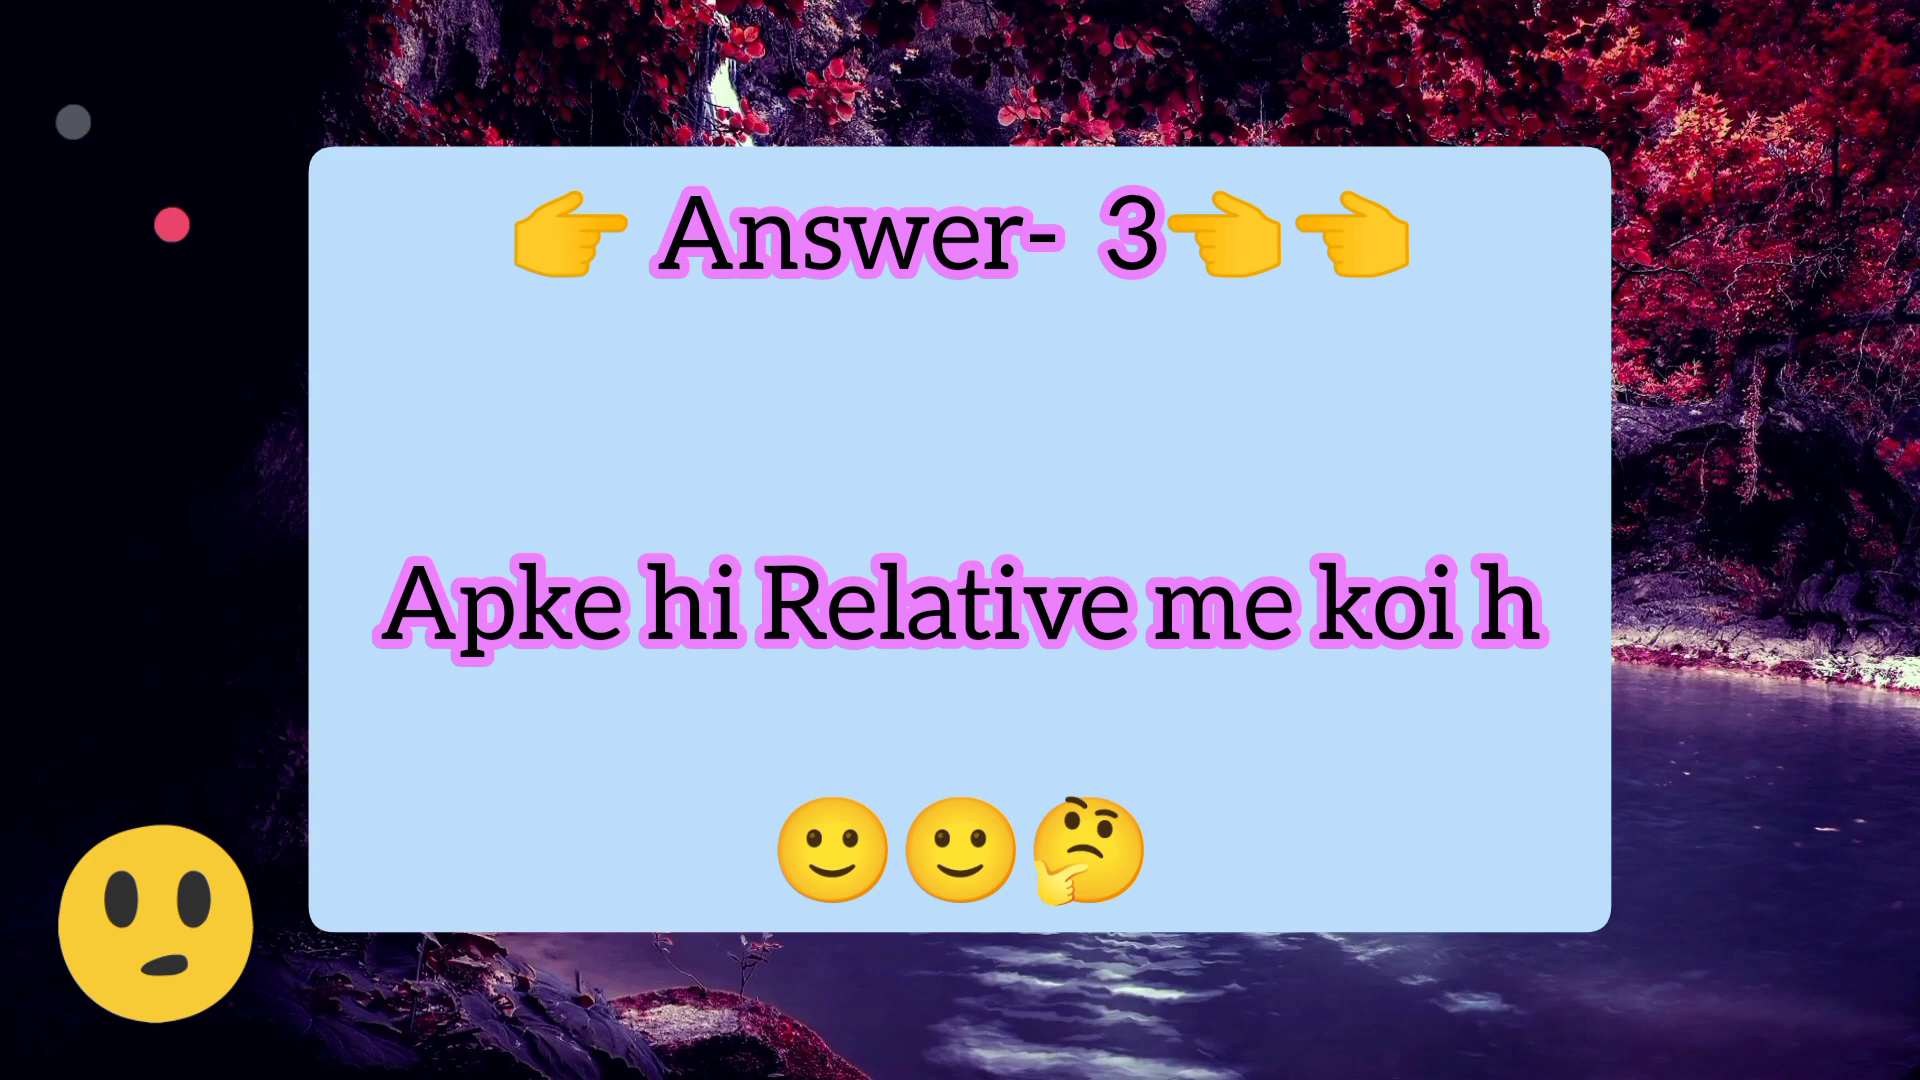 👉 Answer- 3👈👈
Apke hi Relative me koi h
🙂🙂🤔